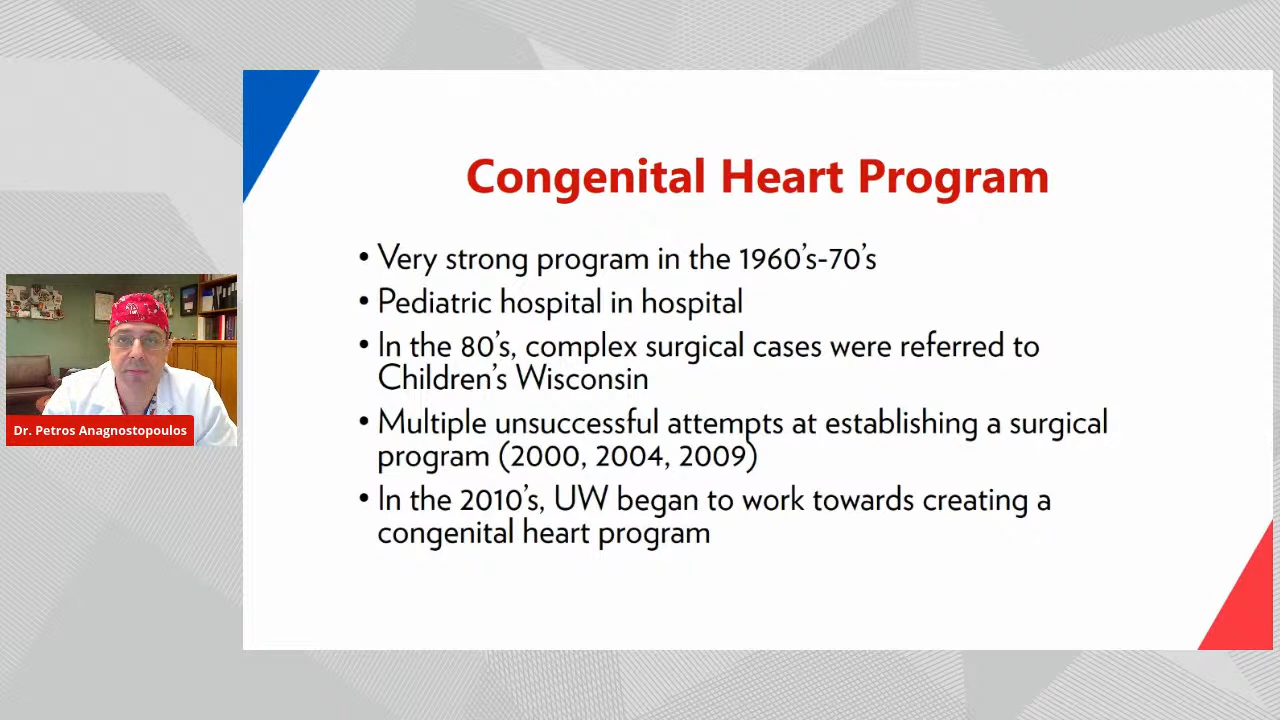 Congenital Heart Program
• Very strong program in the 1960's-70's
• Pediatric hospital in hospital
• In the 80's, complex surgical cases were referred to
Children's Wisconsin
• Multiple unsuccessful attempts at establishing a surgical
program (2000, 2004, 2009)
• In the 2010's, UW began to work towards creating a
congenital heart program
Dr. Petros Anagnostopoulos